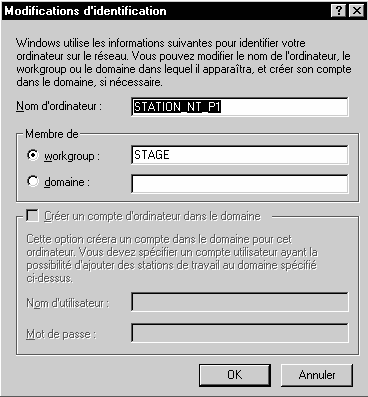 Modifications d'identification
Windows utilise les informations suivantes pour identifier votre
ordinateur sur le réseau. Vous pouvez modifier le nom de l'ordinateur, le
workgroup ou le domaine dans lequel il apparaîtra, et créer son compte
dans le domaine, si nécessaire.
Nom d'ordinateur : STATION_NT_P1
Membre de
workgroup : STAGE
domaine :
Créer un compte d'ordinateur dans le domaine
Cette option créera un compte dans le domaine pour cet
ordinateur. Vous devez spécifier un compte utilisateur ayant la
possibilité d'ajouter des stations de travail au domaine spécifié
ci-dessus.
Nom d'utilisateur :
Mot de passe :
OK Annuler